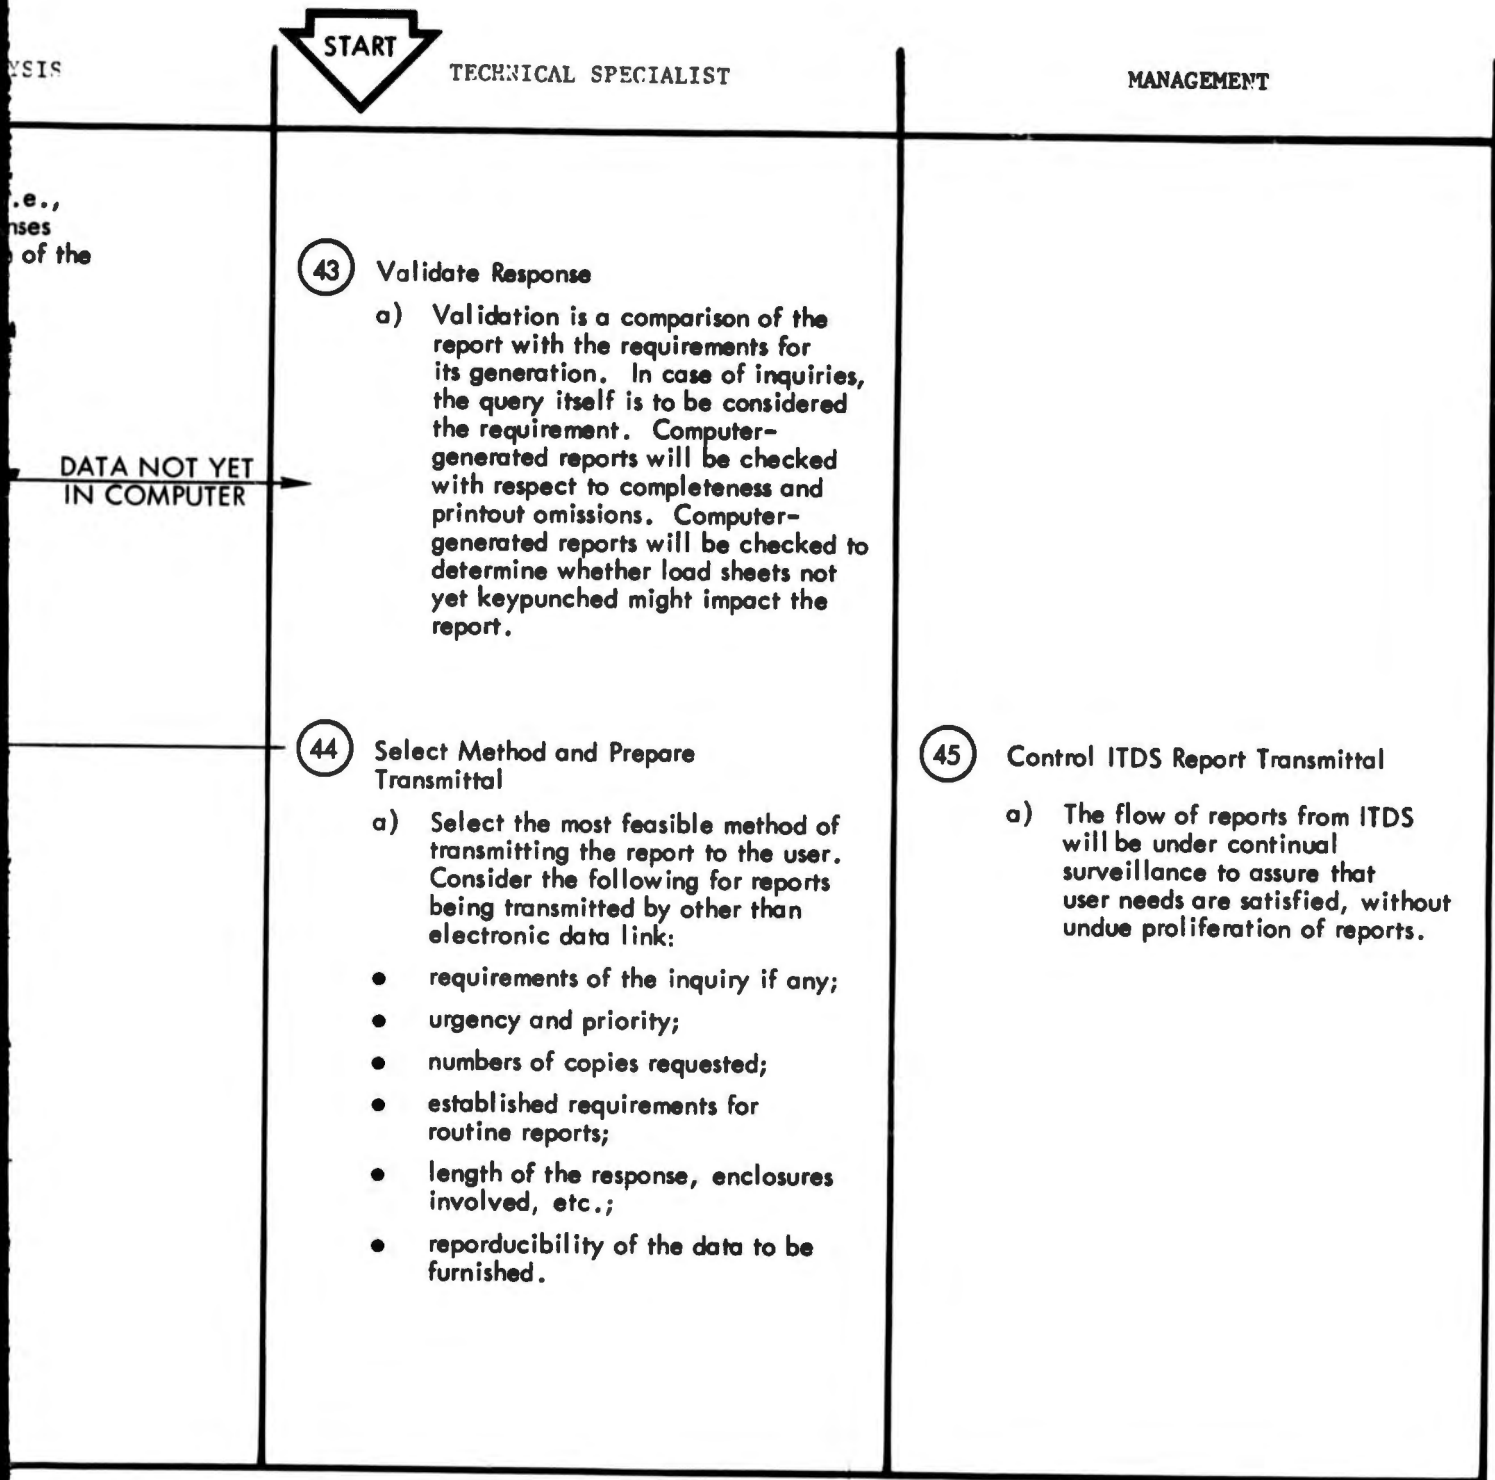 START
TECHNICAL SPECIALIST
MANAGEMENT
.e.,
of the
DATA NOT YET
IN COMPUTER
43 Validate Response
a) Validation is a comparison of the
report with the requirements for
its generation. In case of inquiries,
the query itself is to be considered
the requirement. Computer-
generated reports will be checked
with respect to completeness and
printout omissions. Computer-
generated reports will be checked to
determine whether load sheets not
yet keypunched might impact the
report.
44 Select Method and Prepare
Transmittal
a) Select the most feasible method of
transmitting the report to the user.
Consider the following for reports
being transmitted by other than
electronic data link:
• requirements of the inquiry if any;
• urgency and priority;
• numbers of copies requested;
• established requirements for
routine reports;
• length of the response, enclosures
involved, etc.;
• reporducibility of the data to be
furnished.
45 Control ITDS Report Transmittal
a) The flow of reports from ITDS
will be under continual
surveillance to assure that
user needs are satisfied, without
undue proliferation of reports.